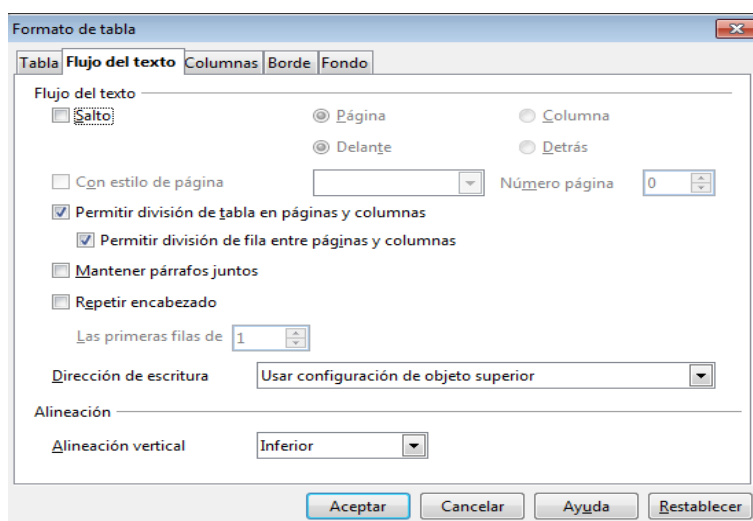 Formato de tabla
Tabla Flujo del texto Columnas Borde Fondo
Flujo del texto
Salto Página Columna
Delante Detrás
Con estilo de página Número página 0
Permitir división de tabla en páginas y columnas
Permitir división de fila entre páginas y columnas
Mantener párrafos juntos
Repetir encabezado
Las primeras filas de 1
Dirección de escritura Usar configuración de objeto superior
Alineación
Alineación vertical Inferior
Aceptar Cancelar Ayuda Restablecer